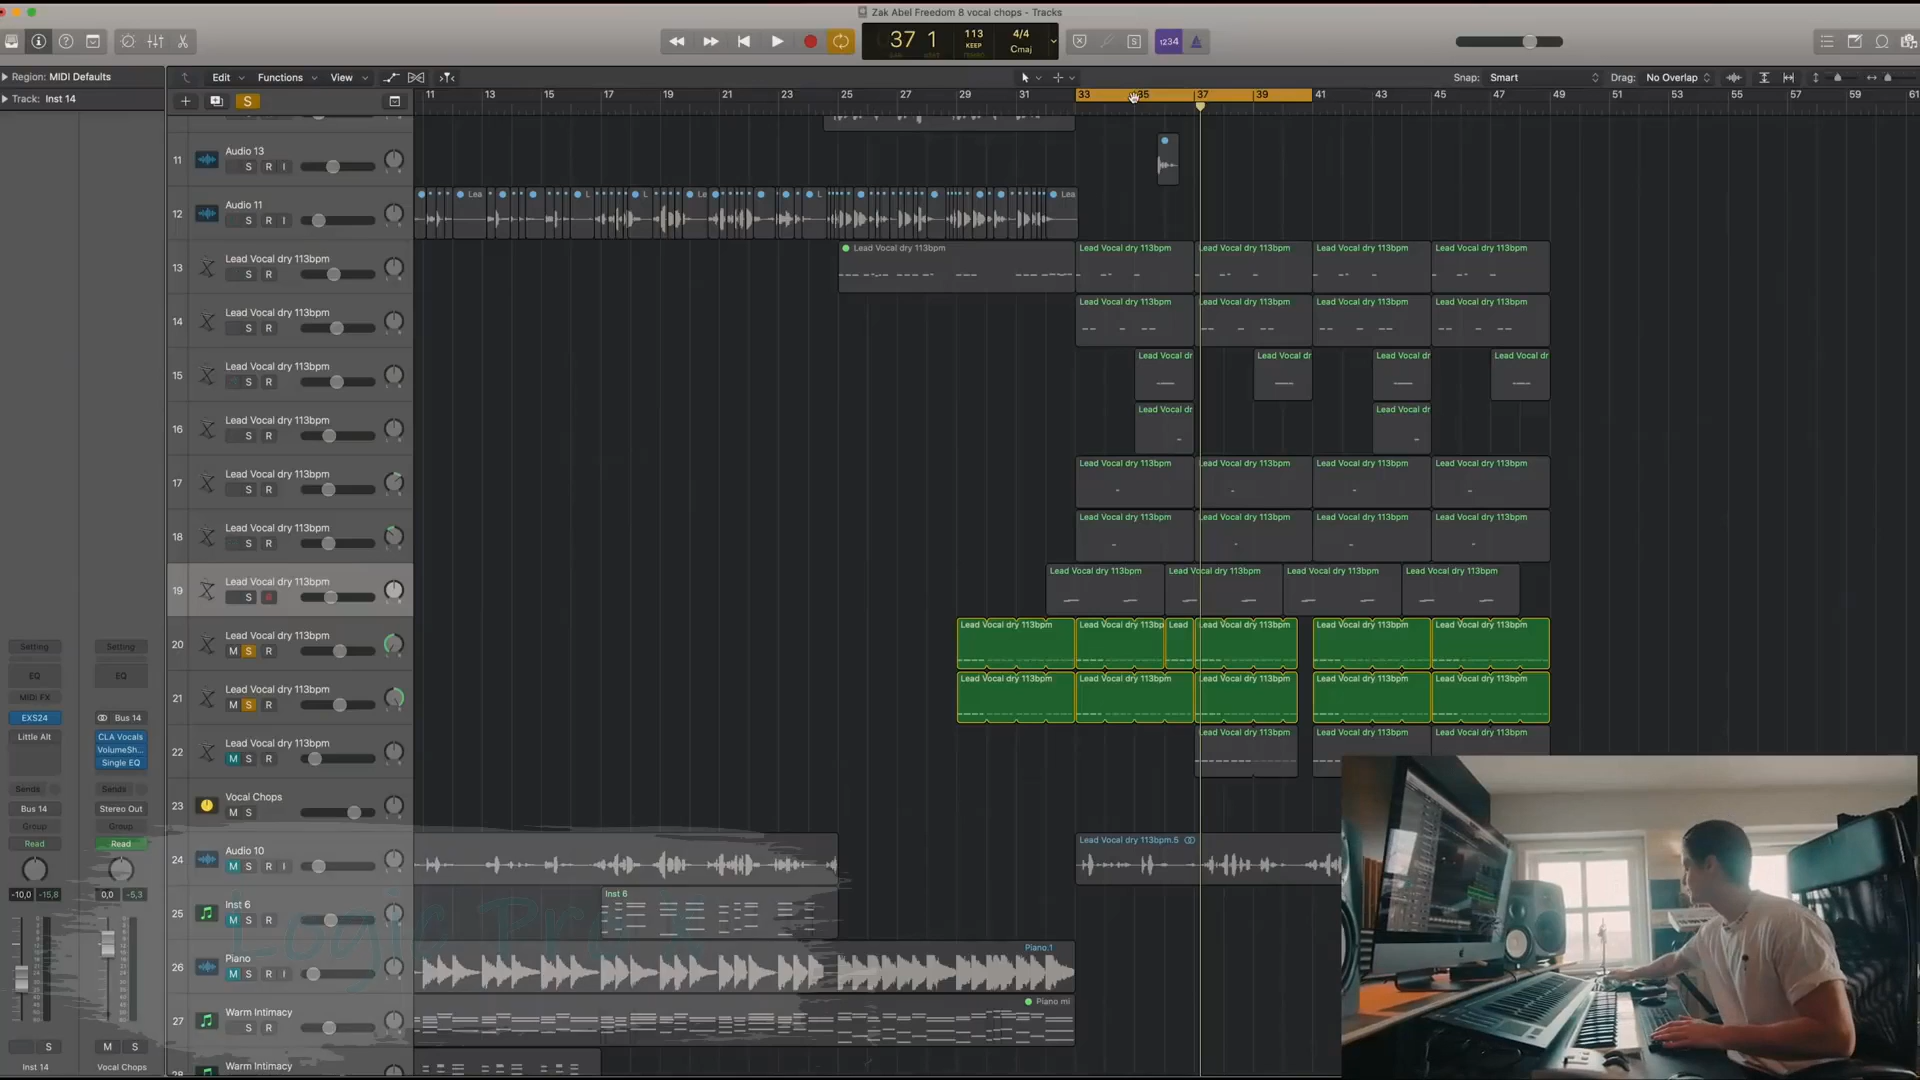 Zak Abel Freedom 8 vocal chops - Tracks
37 1
113
KEEP
4/4
Cmaj
1234
Region: MIDI Defaults
Edit
Functions
View
Snap: Smart
Drag: No Overlap
Track: Inst 14
S
11 13 15 17 19 21 23 25 27 29 31 33 35 37 39 41 43 45 47 49 51 53 55 57 59 61
11
Audio 13
S R I
12
Audio 11
S R I
Lea L L Le L Lea
13
Lead Vocal dry 113bpm
S R
Lead Vocal dry 113bpm
Lead Vocal dry 113bpm
Lead Vocal dry 113bpm
Lead Vocal dry 113bpm
Lead Vocal dry 113bpm
14
Lead Vocal dry 113bpm
S R
Lead Vocal dry 113bpm
Lead Vocal dry 113bpm
Lead Vocal dry 113bpm
Lead Vocal dry 113bpm
15
Lead Vocal dry 113bpm
S R
Lead Vocal dr
Lead Vocal dr
Lead Vocal dr
Lead Vocal dr
16
Lead Vocal dry 113bpm
S R
Lead Vocal dr
Lead Vocal dr
17
Lead Vocal dry 113bpm
S R
Lead Vocal dry 113bpm
Lead Vocal dry 113bpm
Lead Vocal dry 113bpm
Lead Vocal dry 113bpm
18
Lead Vocal dry 113bpm
S R
Lead Vocal dry 113bpm
Lead Vocal dry 113bpm
Lead Vocal dry 113bpm
Lead Vocal dry 113bpm
19
Lead Vocal dry 113bpm
S R
Lead Vocal dry 113bpm
Lead Vocal dry 113bpm
Lead Vocal dry 113bpm
Lead Vocal dry 113bpm
20
Lead Vocal dry 113bpm
M S R
Lead Vocal dry 113bpm
Lead Vocal dry 113bp
Lead
Lead Vocal dry 113bpm
Lead Vocal dry 113bpm
Lead Vocal dry 113bpm
21
Lead Vocal dry 113bpm
M S R
Lead Vocal dry 113bpm
Lead Vocal dry 113bpm
Lead Vocal dry 113bpm
Lead Vocal dry 113bpm
Lead Vocal dry 113bpm
22
Lead Vocal dry 113bpm
M S R
Lead Vocal dry 113bpm
Lead Vocal dry 113bpm
Lead Vocal dry 113bpm
23
Vocal Chops
M S
24
Audio 10
M S R I
Lead Vocal dry 113bpm.5
25
Inst 6
M S R
Inst 6
26
Piano
M S R I
Piano.1
27
Warm Intimacy
S R
Piano mi
28
Warm Intimacy
Setting
EQ
MIDI FX
EXS24
Little Alt
Sends
Bus 14
Group
Read
-10,0 -15,8
S
Inst 14
Setting
EQ
Bus 14
CLA Vocals
VolumeSh...
Single EQ
Sends
Stereo Out
Group
Read
0,0 -5,3
M S
Vocal Chops
Logic Pro